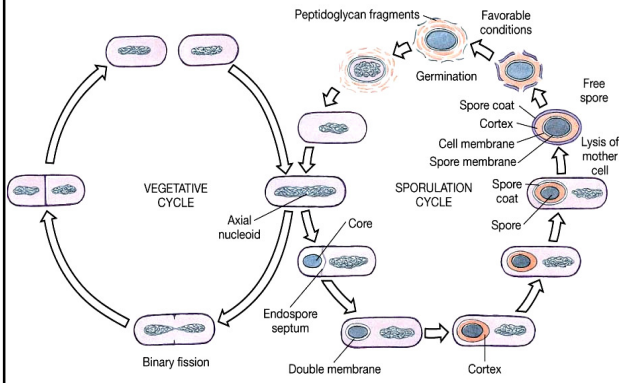 Peptidoglycan fragments
Favorable
conditions
Germination
Free
spore
Spore coat
Cortex
Cell membrane
Spore membrane
Lysis of
mother
cell
VEGETATIVE
CYCLE
SPORULATION
CYCLE
Spore
coat
Spore
Axial
nucleoid
Core
Endospore
septum
Binary fission
Double membrane
Cortex